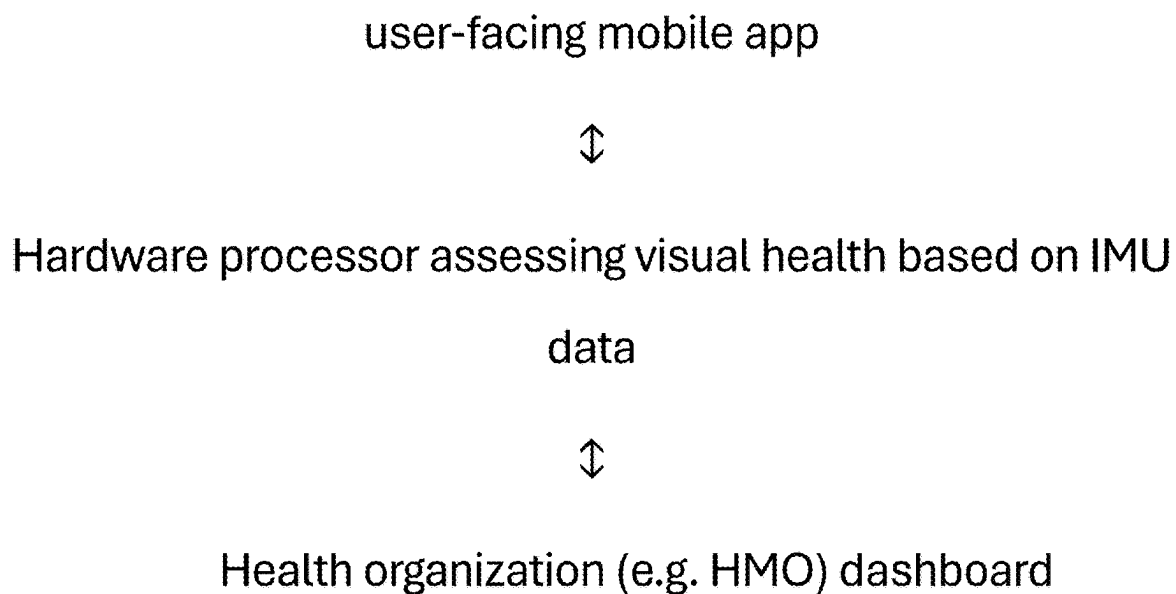 user-facing mobile app
↕
Hardware processor assessing visual health based on IMU
data
↕
Health organization (e.g. HMO) dashboard